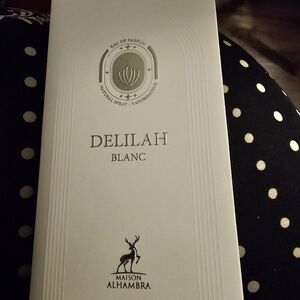 EAU DE PARFUM
NATURAL SPRAY - VAPORISATEUR
DELILAH
BLANC
MAISON
ALHAMBRA